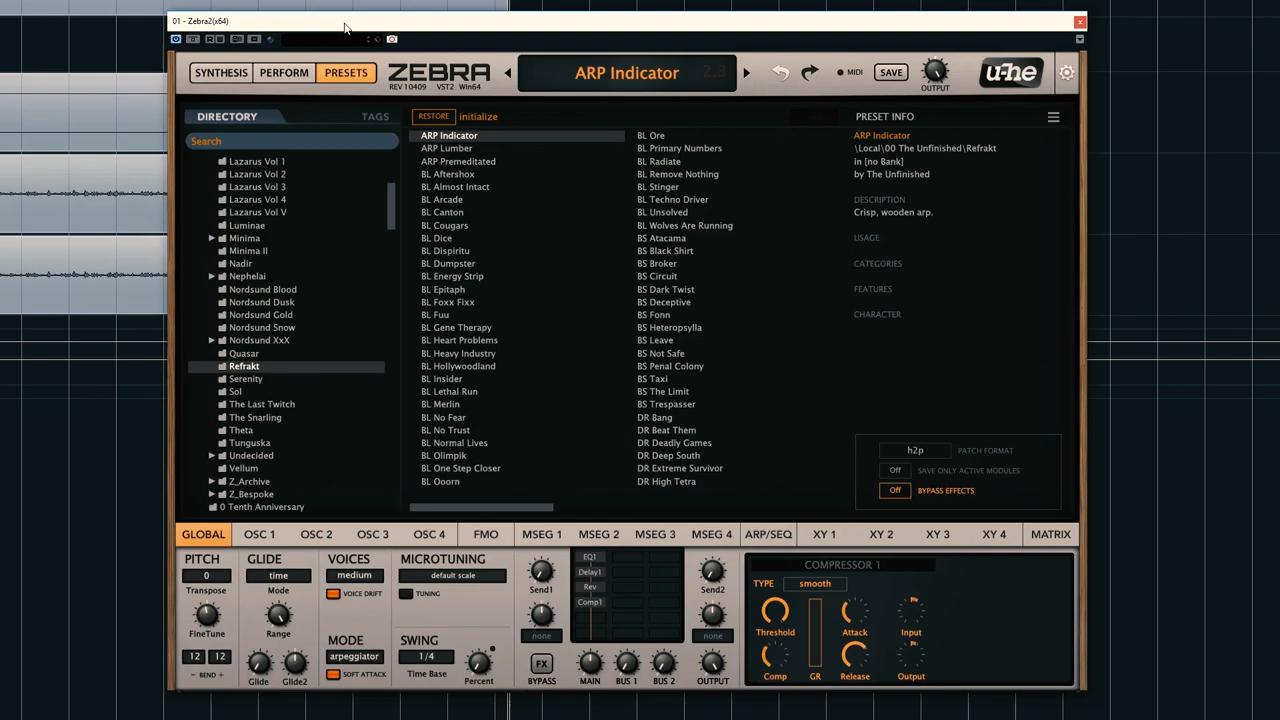 01 - Zebra2(x64)
x
SYNTHESIS PERFORM PRESETS
ZEBRA
REV 10409 VST2 Win64
ARP Indicator 2.3
MIDI SAVE
OUTPUT
u-he
DIRECTORY TAGS
RESTORE initialize
PRESET INFO
Search
Lazarus Vol 1
Lazarus Vol 2
Lazarus Vol 3
Lazarus Vol 4
Lazarus Vol V
Luminae
Minima
Minima II
Nadir
Nephelai
Nordsund Blood
Nordsund Dusk
Nordsund Gold
Nordsund Snow
Nordsund XxX
Quasar
Refrakt
Serenity
Sol
The Last Twitch
The Snarling
Theta
Tunguska
Undecided
Vellum
Z_Archive
Z_Bespoke
0 Tenth Anniversary
ARP Indicator
ARP Lumber
ARP Premeditated
BL Aftershox
BL Almost Intact
BL Arcade
BL Canton
BL Cougars
BL Dice
BL Dispiritu
BL Dumpster
BL Energy Strip
BL Epitaph
BL Foxx Fixx
BL Fuu
BL Gene Therapy
BL Heart Problems
BL Heavy Industry
BL Hollywoodland
BL Insider
BL Lethal Run
BL Merlin
BL No Fear
BL No Trust
BL Normal Lives
BL Olimpik
BL One Step Closer
BL Ooorn
BL Ore
BL Primary Numbers
BL Radiate
BL Remove Nothing
BL Stinger
BL Techno Driver
BL Unsolved
BL Wolves Are Running
BS Atacama
BS Black Shirt
BS Broker
BS Circuit
BS Dark Twist
BS Deceptive
BS Fonn
BS Heteropsylla
BS Leave
BS Not Safe
BS Penal Colony
BS Taxi
BS The Limit
BS Trespasser
DR Bang
DR Beat Them
DR Deadly Games
DR Deep South
DR Extreme Survivor
DR High Tetra
ARP Indicator
\Local\00 The Unfinished\Refrakt
in [no Bank]
by The Unfinished
DESCRIPTION
Crisp, wooden arp.
USAGE
CATEGORIES
FEATURES
CHARACTER
h2p PATCH FORMAT
Off SAVE ONLY ACTIVE MODULES
Off BYPASS EFFECTS
GLOBAL OSC 1 OSC 2 OSC 3 OSC 4 FMO MSEG 1 MSEG 2 MSEG 3 MSEG 4 ARP/SEQ XY 1 XY 2 XY 3 XY 4 MATRIX
PITCH
0
Transpose
FineTune
12 12
− BEND +
GLIDE
time
Mode
Range
Glide Glide2
VOICES
medium
VOICE DRIFT
MODE
arpeggiator
SOFT ATTACK
MICROTUNING
default scale
TUNING
SWING
1/4
Time Base
Percent
Send1
none
FX
BYPASS
EQ1
Delay1
Rev
Comp1
MAIN BUS 1 BUS 2
Send2
none
OUTPUT
COMPRESSOR 1
TYPE smooth
Threshold Attack Input
Comp GR Release Output